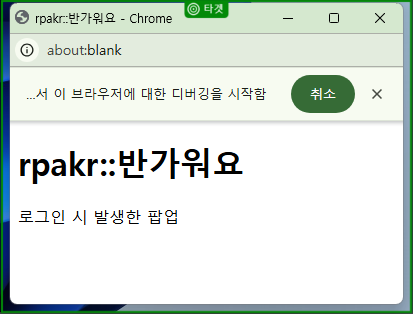 타겟
rpakr::반가워요 - Chrome
about:blank
...서 이 브라우저에 대한 디버깅을 시작함
취소
rpakr::반가워요
로그인 시 발생한 팝업